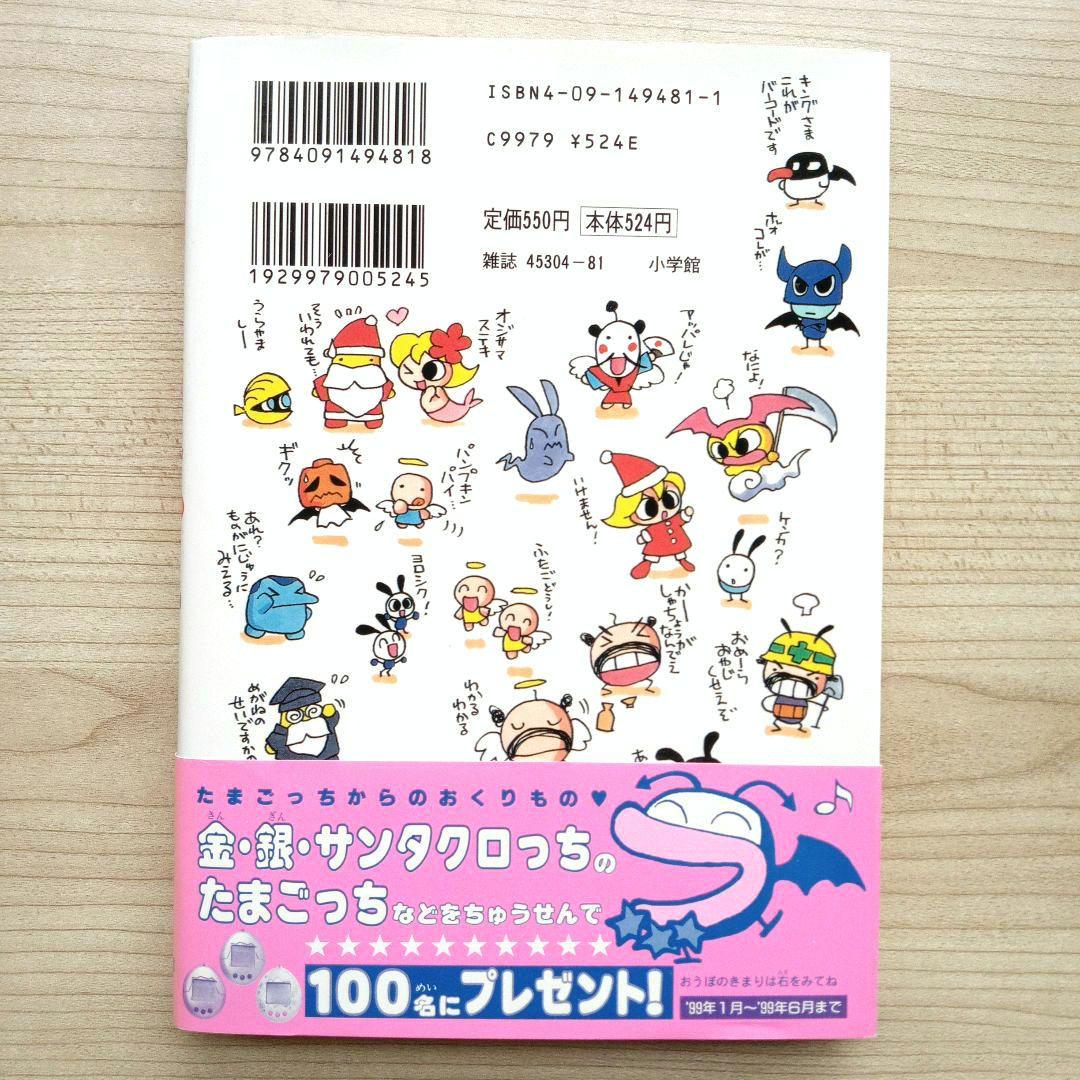 9784091494818
ISBN4-09-149481-1
C9979 ¥524E
1929979005245
定価550円 本体524円
雑誌 45304-81 小学館
キングさま
これが
バーコードです
コレが…
うらやま
しー
そう
いわれても…
オジサマ
ステキ
アッパレじゃ!
なによ!
ギクッ
パンプキン
パイ…
いけません!
ケンカ?
あれ?
ものがにじゅうに
みえる…
ヨロシク!
ふたごどうし!
かーっ
しゃちょうが
なんでえ
おめーら
おやじ
くせえぞ
めがねの
せいですかの
わかる
わかる
あ
たまごっちからのおくりもの♥
金・銀・サンタクロっちの
きん ぎん
たまごっちなどをちゅうせんで
★★★★★★★★★★
100名にプレゼント!
めい
おうぼのきまりは右をみてね
みぎ
'99年1月〜'99年6月まで